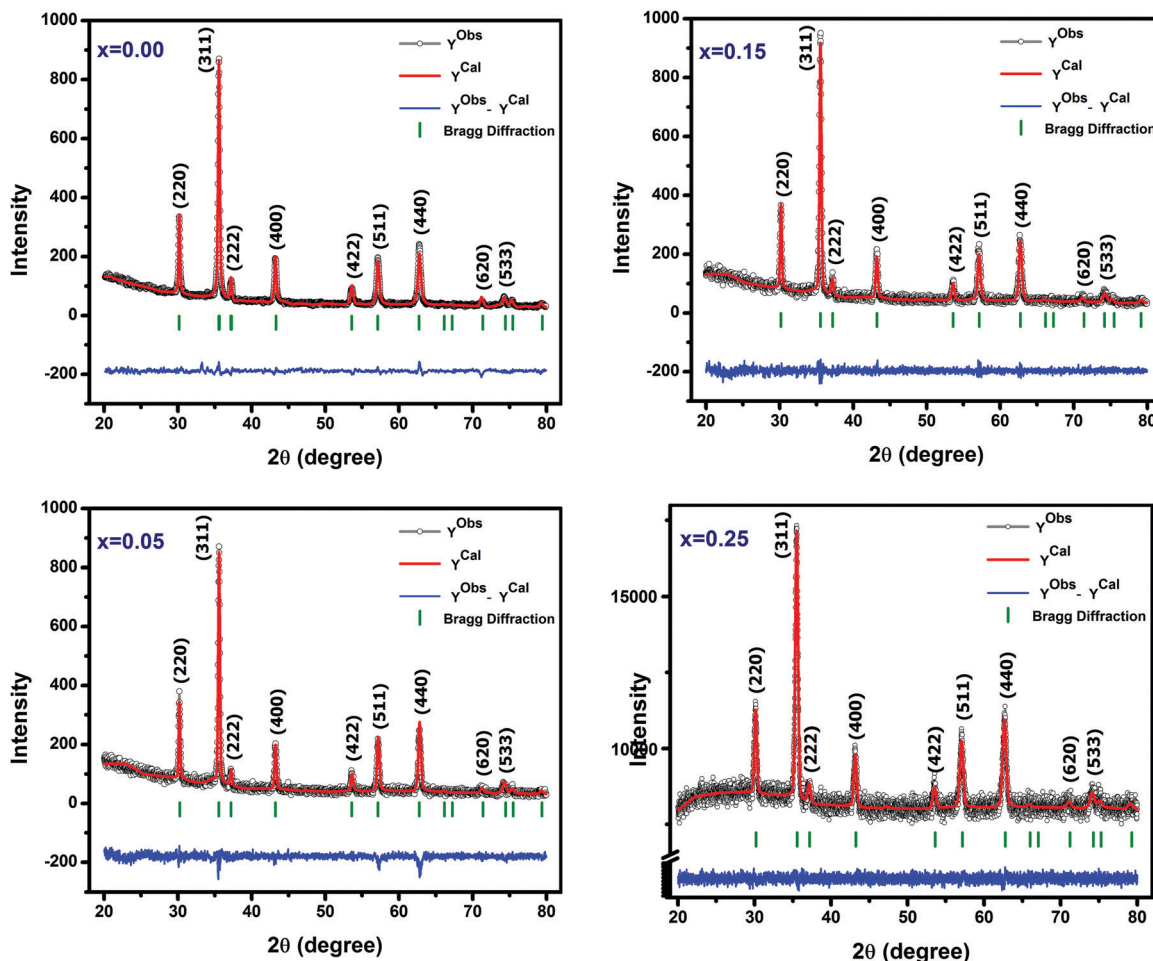 x=0.00
(220)
(311)
(222)
(400)
(422)
(511)
(440)
(620)
(533)
Y^Obs
Y^Cal
Y^Obs- Y^Cal
Bragg Diffraction
1000
800
600
400
200
0
-200
20 30 40 50 60 70 80
Intensity
2θ (degree)
x=0.15
(220)
(311)
(222)
(400)
(422)
(511)
(440)
(620)
(533)
Y^Obs
Y^Cal
Y^Obs- Y^Cal
Bragg Diffraction
1000
800
600
400
200
0
-200
20 30 40 50 60 70 80
Intensity
2θ (degree)
x=0.05
(220)
(311)
(222)
(400)
(422)
(511)
(440)
(620)
(533)
Y^Obs
Y^Cal
Y^Obs- Y^Cal
Bragg Diffraction
1000
800
600
400
200
0
-200
20 30 40 50 60 70 80
Intensity
2θ (degree)
x=0.25
(220)
(311)
(222)
(400)
(422)
(511)
(440)
(620)
(533)
Y^Obs
Y^Cal
Y^Obs- Y^Cal
Bragg Diffraction
15000
10000
20 30 40 50 60 70 80
Intensity
2θ (degree)